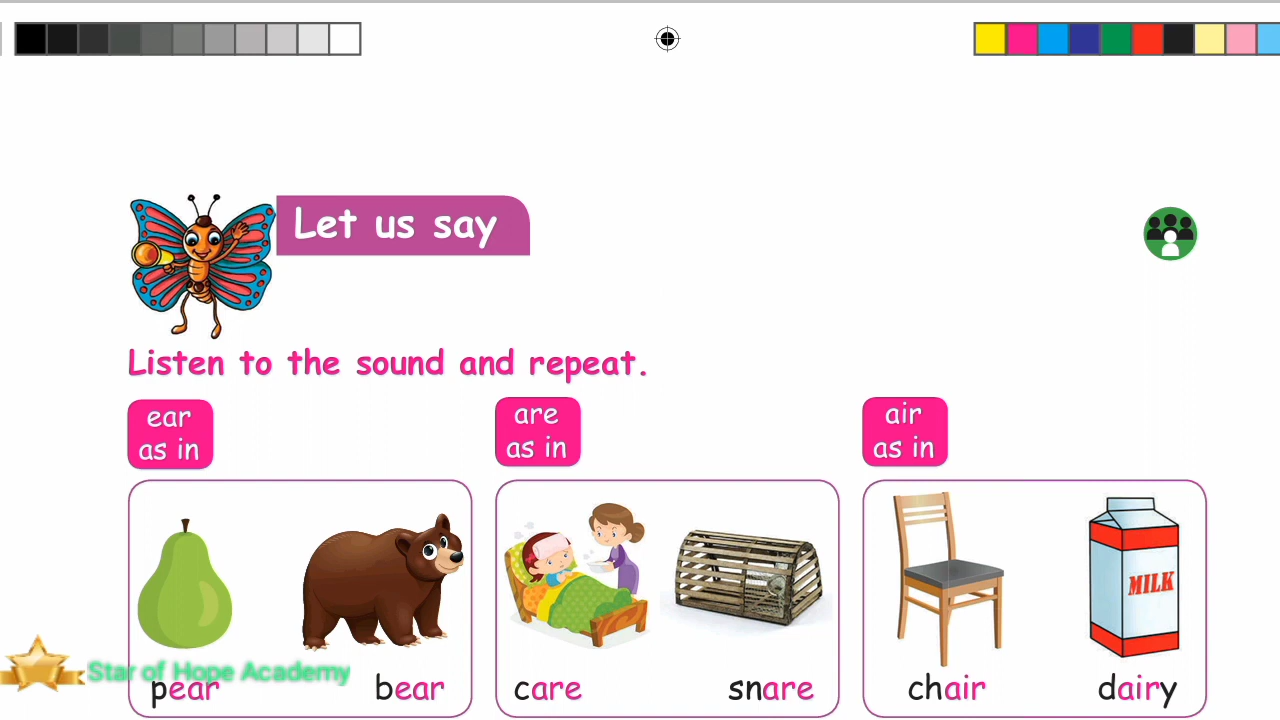 Let us say
Listen to the sound and repeat.
ear
as in
are
as in
air
as in
MILK
Star of Hope Academy
pear bear care snare chair dairy